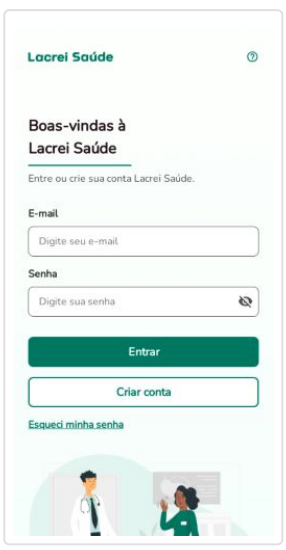 Lacrei Saúde
Boas-vindas à
Lacrei Saúde
Entre ou crie sua conta Lacrei Saúde.
E-mail
Digite seu e-mail
Senha
Digite sua senha
Entrar
Criar conta
Esqueci minha senha